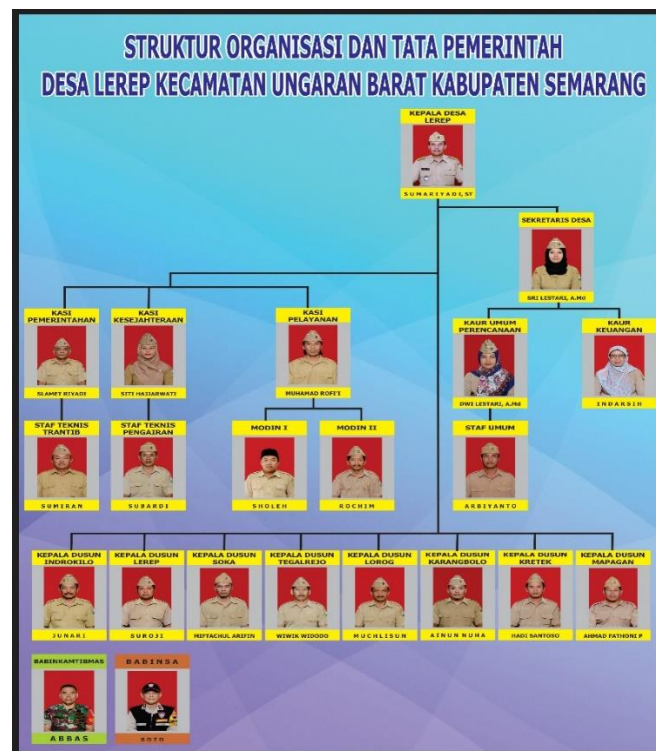 STRUKTUR ORGANISASI DAN TATA PEMERINTAH
DESA LEREP KECAMATAN UNGARAN BARAT KABUPATEN SEMARANG
KEPALA DESA
LEREP
SUMARIYADI, ST
SEKRETARIS DESA
SRI LESTARI, A.Md
KASI
PEMERINTAHAN
SLAMET RIYADI
KASI
KESEJAHTERAAN
SITI HAJIARWATI
KASI
PELAYANAN
MUHAMAD ROFI'I
KAUR UMUM
PERENCANAAN
DWI LESTARI, A.Md
KAUR
KEUANGAN
INDARSIH
STAF TEKNIS
TRANTIB
SUMIRAN
STAF TEKNIS
PENGAIRAN
SUBARDI
MODIN I
SHOLEH
MODIN II
ROCHIM
STAF UMUM
ARBIYANTO
KEPALA DUSUN
INDROKILO
JUNARI
KEPALA DUSUN
LEREP
SUROJI
KEPALA DUSUN
SOKA
MIFTACHUL ARIFIN
KEPALA DUSUN
TEGALREJO
WIWIK WIDODO
KEPALA DUSUN
LOROG
MUCHLISUN
KEPALA DUSUN
KARANGBOLO
AINUN NUHA
KEPALA DUSUN
KRETEK
HADI SANTOSO
KEPALA DUSUN
MAPAGAN
AHMAD FATHONI P
BABINKAMTIBMAS
ABBAS
BABINSA